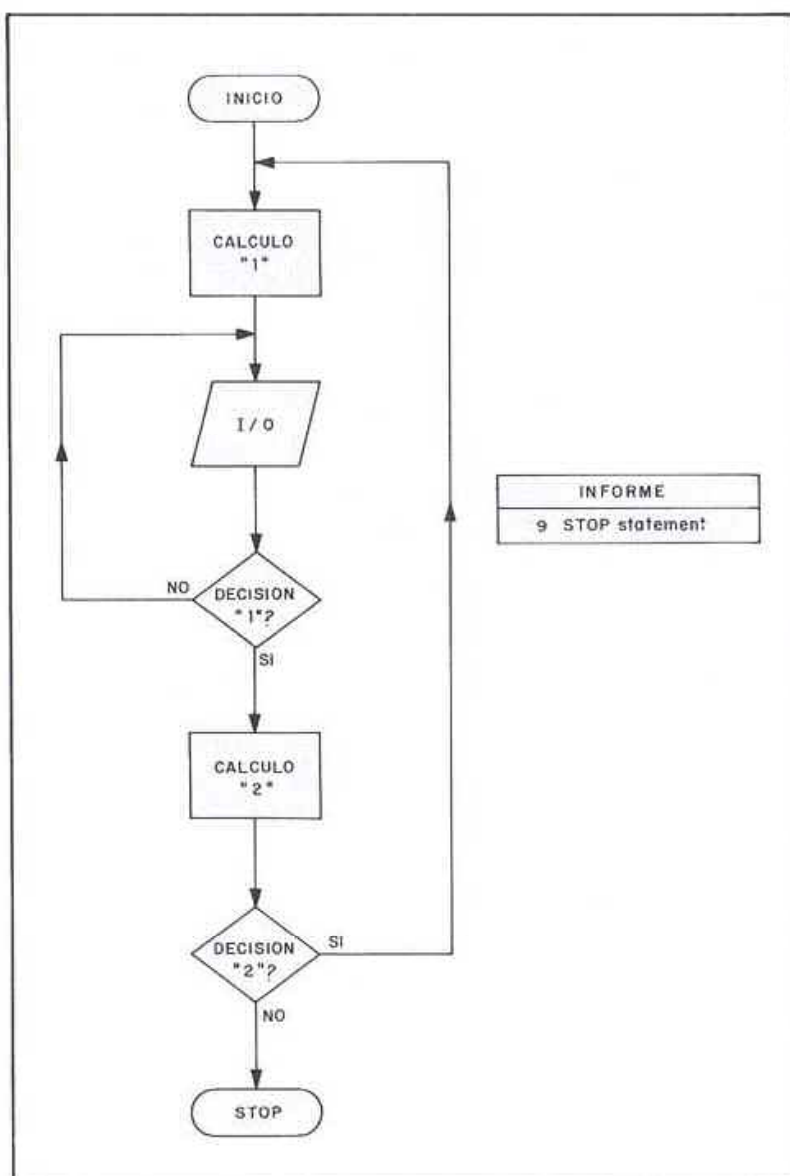 INICIO
CALCULO
"1"
I/O
INFORME
9 STOP statement
NO
DECISION
"1"?
SI
CALCULO
"2"
DECISION
"2"?
SI
NO
STOP